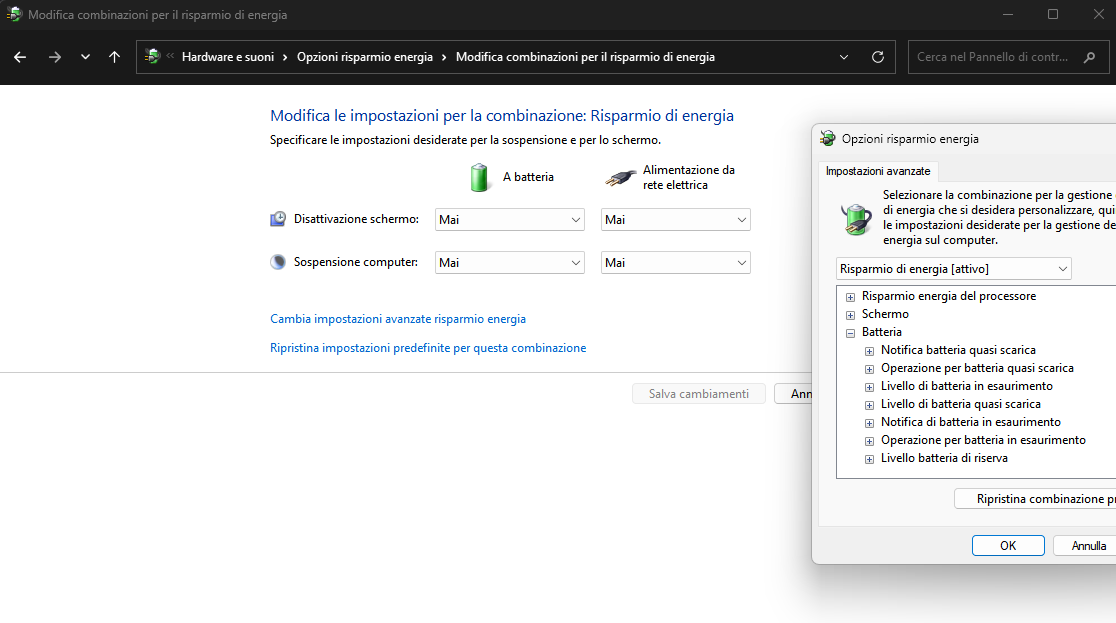 Modifica combinazioni per il risparmio di energia
« Hardware e suoni › Opzioni risparmio energia › Modifica combinazioni per il risparmio di energia
Cerca nel Pannello di contr...
Modifica le impostazioni per la combinazione: Risparmio di energia
Specificare le impostazioni desiderate per la sospensione e per lo schermo.
A batteria
Alimentazione da
rete elettrica
Disattivazione schermo: Mai Mai
Sospensione computer: Mai Mai
Cambia impostazioni avanzate risparmio energia
Ripristina impostazioni predefinite per questa combinazione
Salva cambiamenti
Ann
Opzioni risparmio energia
Impostazioni avanzate
Selezionare la combinazione per la gestione
di energia che si desidera personalizzare, qui
le impostazioni desiderate per la gestione de
energia sul computer.
Risparmio di energia [attivo]
Risparmio energia del processore
Schermo
Batteria
Notifica batteria quasi scarica
Operazione per batteria quasi scarica
Livello di batteria in esaurimento
Livello di batteria quasi scarica
Notifica di batteria in esaurimento
Operazione per batteria in esaurimento
Livello batteria di riserva
Ripristina combinazione pr
OK
Annulla